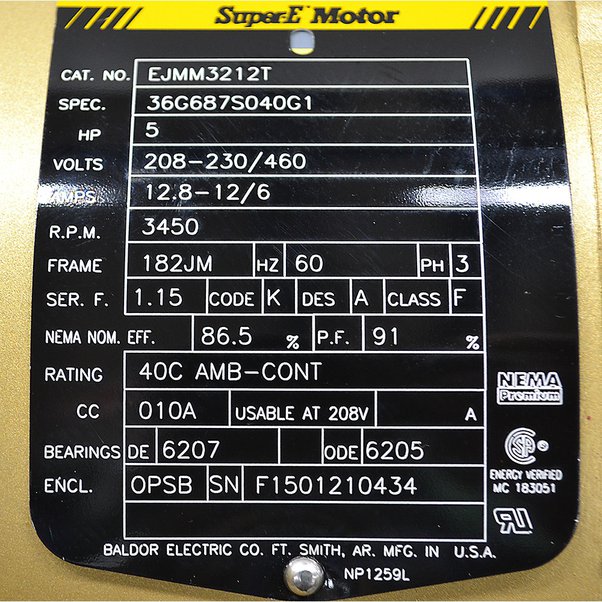 Super-E Motor
CAT. NO. EJMM3212T
SPEC. 36G687S040G1
HP 5
VOLTS 208-230/460
AMPS 12.8-12/6
R.P.M. 3450
FRAME 182JM HZ 60 PH 3
SER. F. 1.15 CODE K DES A CLASS F
NEMA NOM. EFF. 86.5 % P.F. 91 %
RATING 40C AMB-CONT
CC 010A USABLE AT 208V A
BEARINGS DE 6207 ODE 6205
ENCL. OPSB SN F1501210434
NEMA
Premium
ENERGY VERIFIED
MC 183051
BALDOR ELECTRIC CO. FT. SMITH, AR. MFG. IN U.S.A.
NP1259L